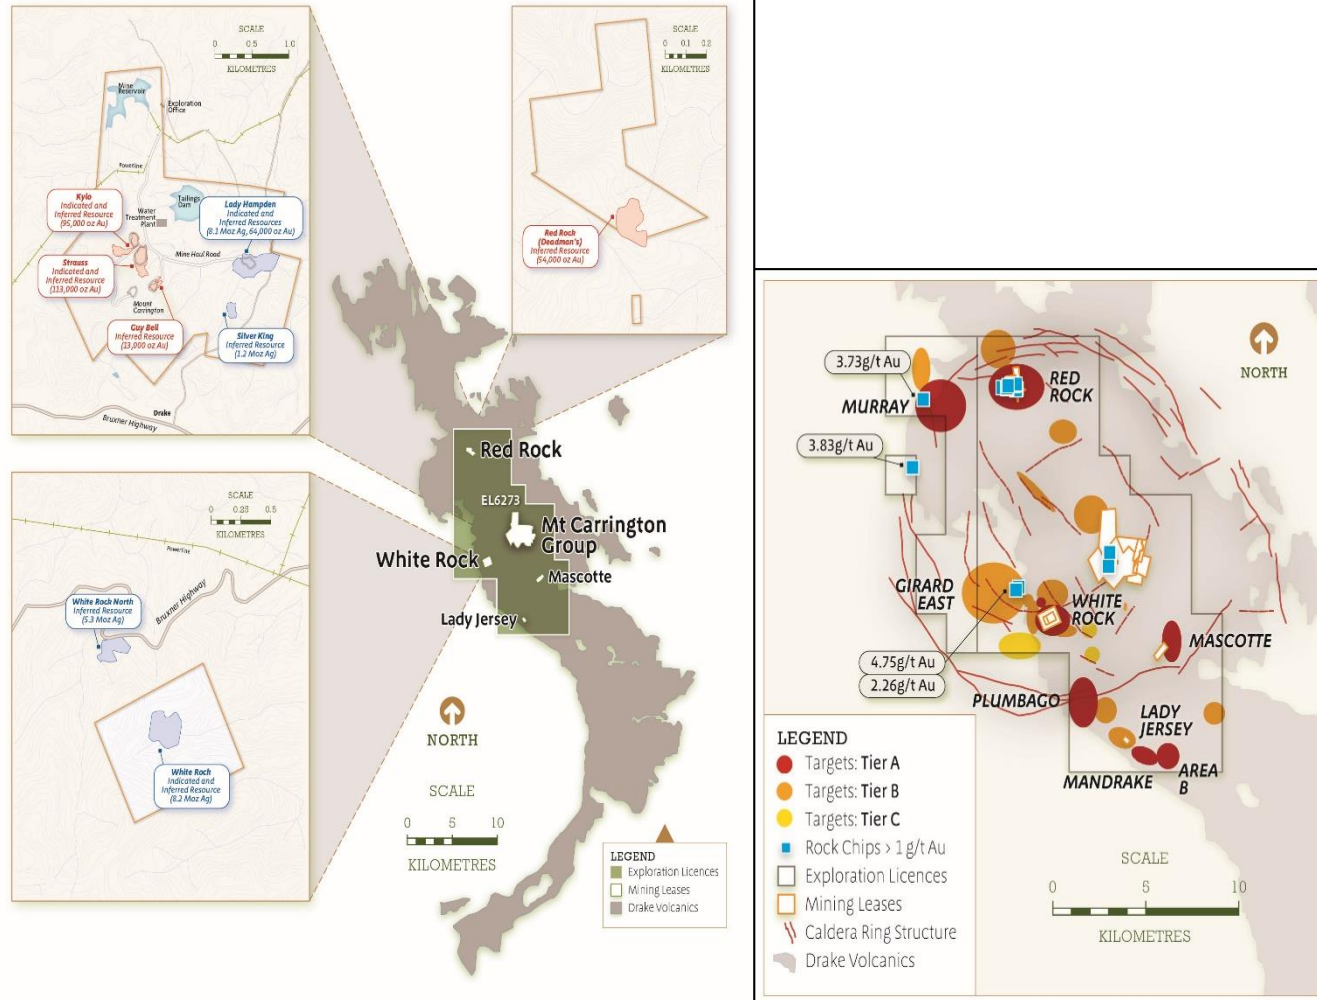 SCALE
0 0.5 1.0
KILOMETRES
Mine
Reservoir
Exploration
Office
Powerline
Kylo
Indicated and
Inferred Resource
(95,000 oz Au)
Water
Treatment
Plant
Tailings
Dam
Lady Hampden
Indicated and
Inferred Resources
(8.1 Moz Ag, 64,000 oz Au)
Strauss
Indicated and
Inferred Resource
(113,000 oz Au)
Mine Haul Road
Mount
Carrington
Guy Bell
Inferred Resource
(13,000 oz Au)
Silver King
Inferred Resource
(1.2 Moz Ag)
Drake
Bruxner Highway
SCALE
0 0.1 0.2
KILOMETRES
Red Rock
(Deadman's)
Inferred Resource
(54,000 oz Au)
SCALE
0 0.25 0.5
KILOMETRES
Powerline
Bruxner Highway
White Rock North
Inferred Resource
(5.3 Moz Ag)
White Rock
Indicated and
Inferred Resource
(8.2 Moz Ag)
Red Rock
EL6273
Mt Carrington
Group
White Rock
Mascotte
Lady Jersey
NORTH
SCALE
0 5 10
KILOMETRES
LEGEND
Exploration Licences
Mining Leases
Drake Volcanics
3.73g/t Au
MURRAY
RED
ROCK
NORTH
3.83g/t Au
GIRARD
EAST
WHITE
ROCK
MASCOTTE
4.75g/t Au
2.26g/t Au
PLUMBAGO
LADY
JERSEY
MANDRAKE
AREA
B
LEGEND
Targets: Tier A
Targets: Tier B
Targets: Tier C
Rock Chips > 1 g/t Au
Exploration Licences
Mining Leases
Caldera Ring Structure
Drake Volcanics
SCALE
0 5 10
KILOMETRES